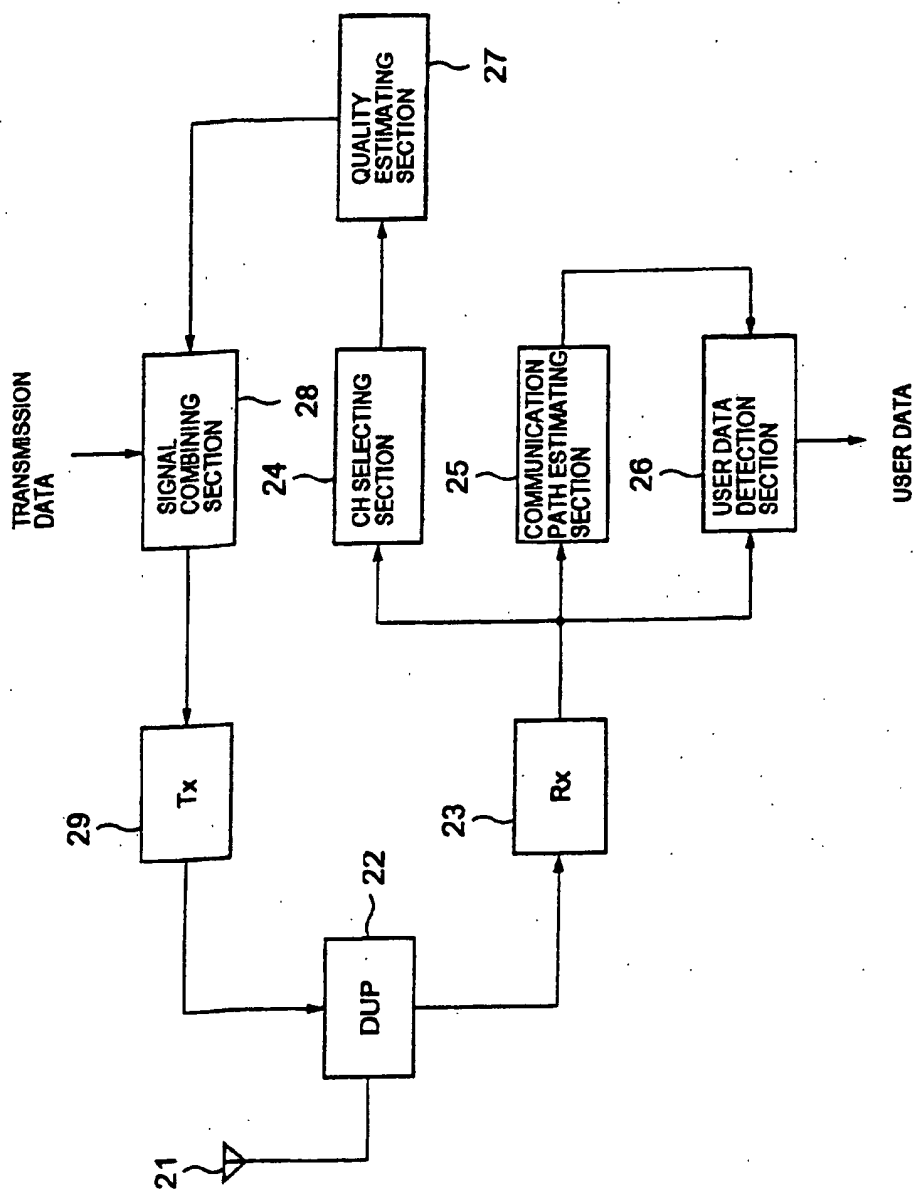 21
DUP
22
29
Tx
23
Rx
TRANSMISSION
DATA
SIGNAL
COMBINING
SECTION
28
24
CH SELECTING
SECTION
QUALITY
ESTIMATING
SECTION
27
25
COMMUNICATION
PATH ESTIMATING
SECTION
26
USER DATA
DETECTION
SECTION
USER DATA